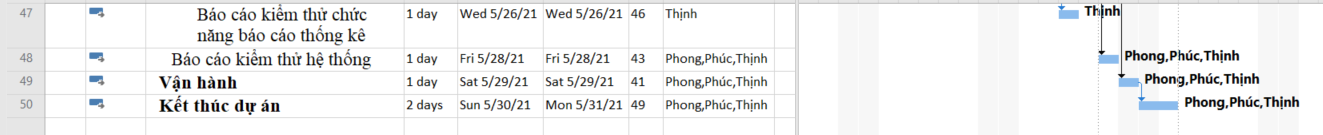 47 Báo cáo kiểm thử chức năng báo cáo thống kê 1 day Wed 5/26/21 Wed 5/26/21 46 Thịnh Thịnh
48 Báo cáo kiểm thử hệ thống 1 day Fri 5/28/21 Fri 5/28/21 43 Phong,Phúc,Thịnh Phong,Phúc,Thịnh
49 Vận hành 1 day Sat 5/29/21 Sat 5/29/21 41 Phong,Phúc,Thịnh Phong,Phúc,Thịnh
50 Kết thúc dự án 2 days Sun 5/30/21 Mon 5/31/21 49 Phong,Phúc,Thịnh Phong,Phúc,Thịnh